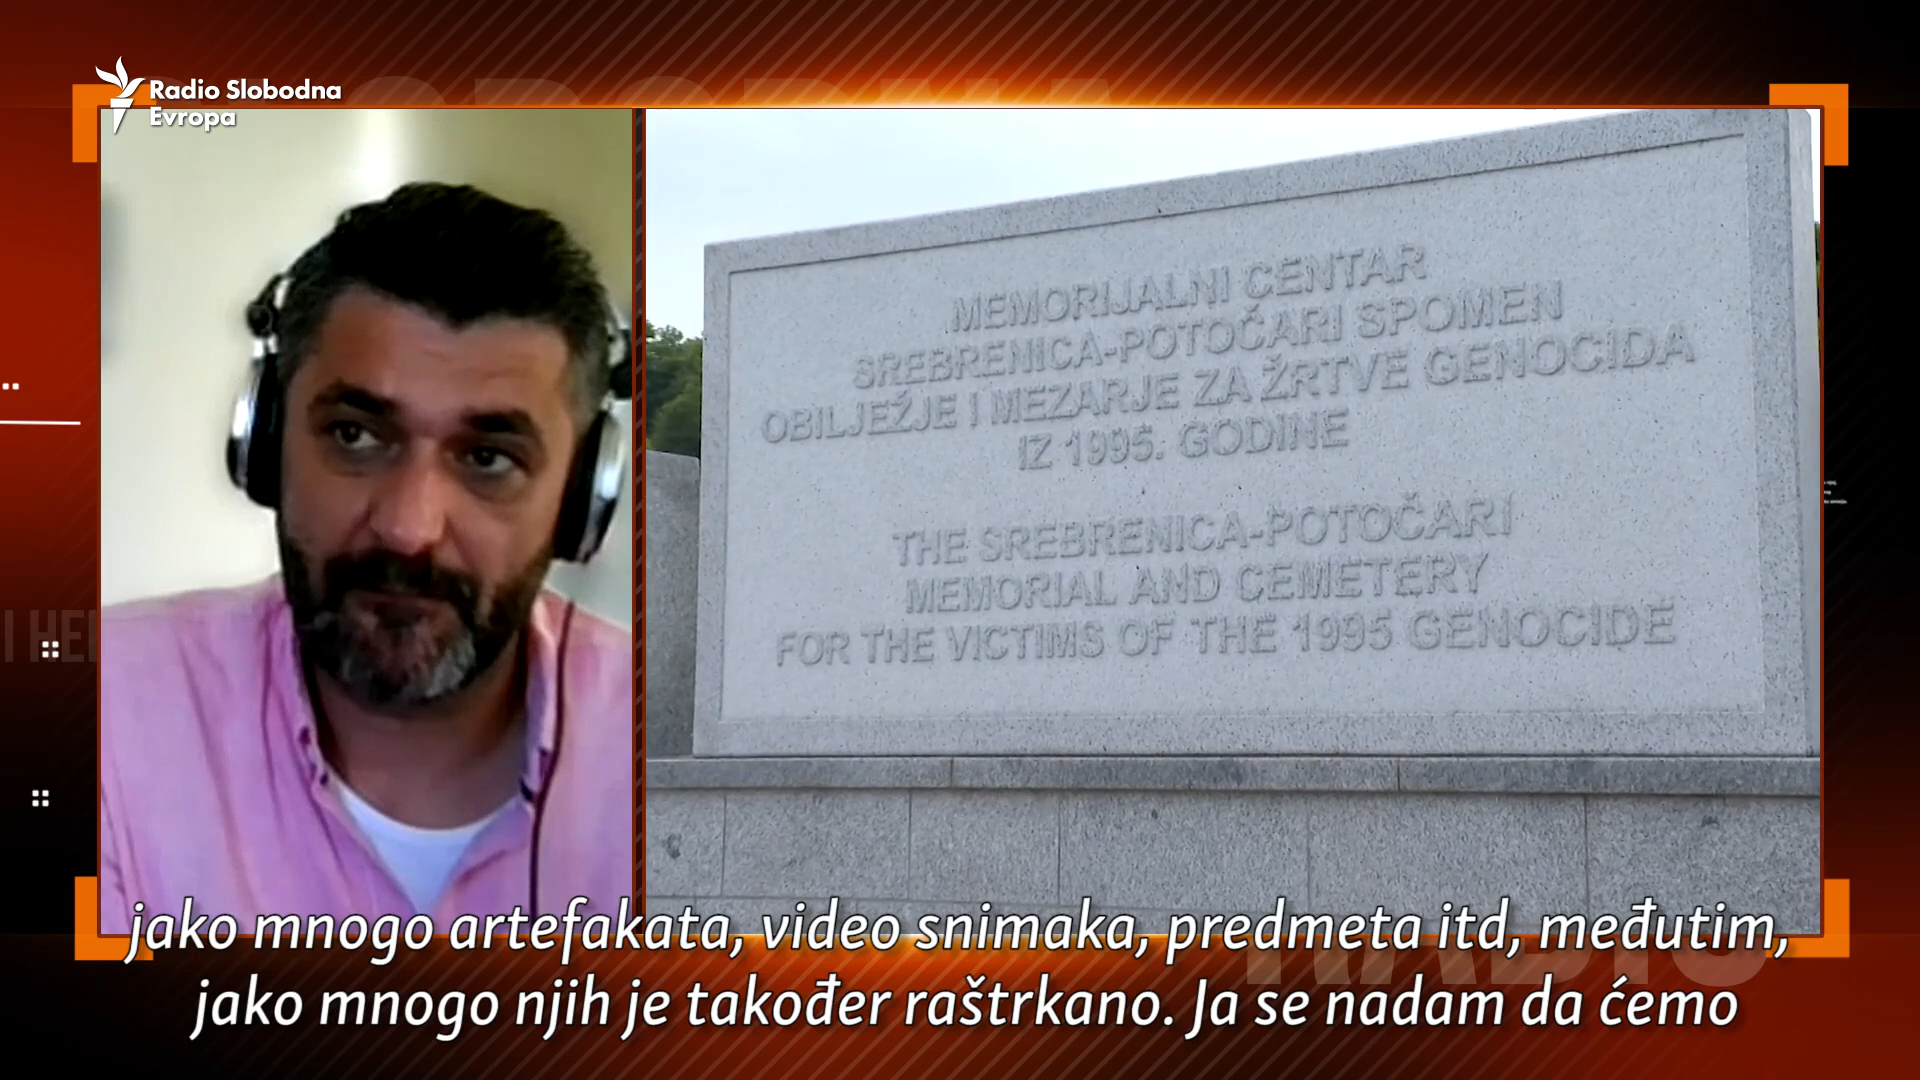 Radio Slobodna
Evropa
MEMORIJALNI CENTAR
SREBRENICA-POTOČARI SPOMEN
OBILJEŽJE I MEZARJE ZA ŽRTVE GENOCIDA
IZ 1995. GODINE
THE SREBRENICA-POTOČARI
MEMORIAL AND CEMETERY
FOR THE VICTIMS OF THE 1995 GENOCIDE
jako mnogo artefakata, video snimaka, predmeta itd, međutim,
jako mnogo njih je također raštrkano. Ja se nadam da ćemo